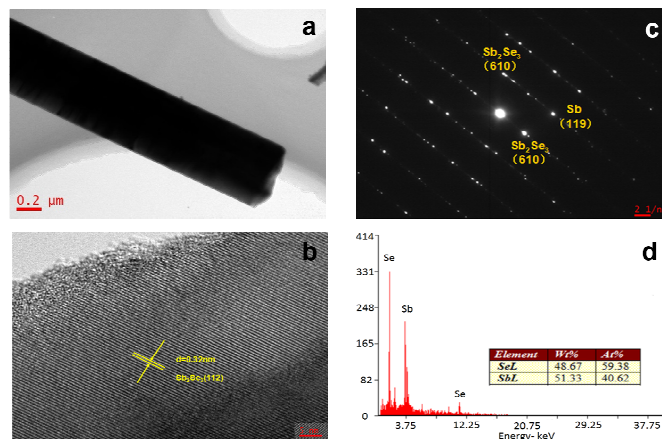 a
0.2 µm
c
Sb2Se3
(610)
Sb
(119)
Sb2Se3
(610)
2 1/n
b
d=0.32nm
Sb2Se3(112)
d
414
331
248
165
82
0
Se
Sb
Se
Element Wt% At%
SeL 48.67 59.38
SbL 51.33 40.62
3.75 12.25 20.75 29.25 37.75
Energy- keV